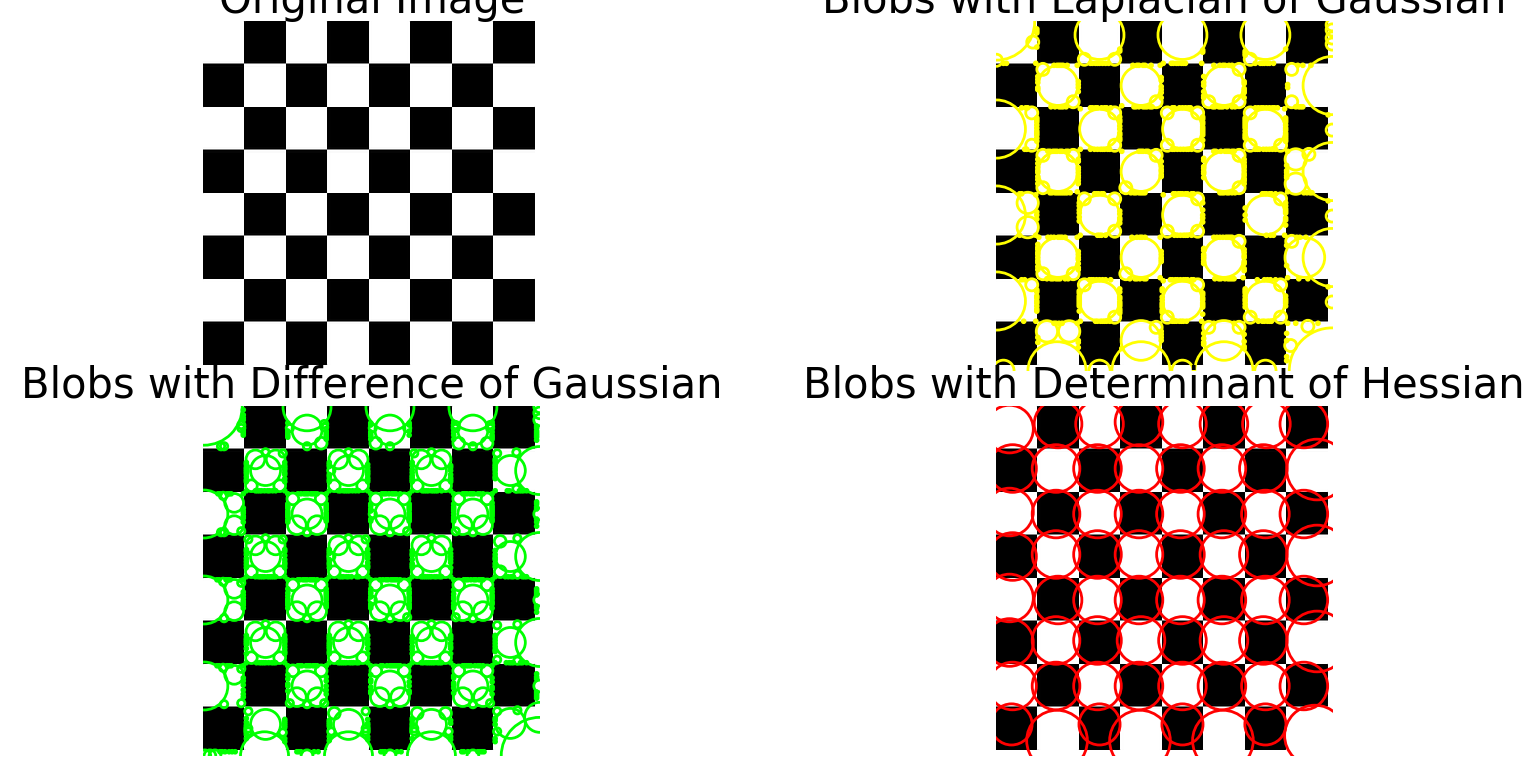 Original Image
Blobs with Laplacian of Gaussian
Blobs with Difference of Gaussian
Blobs with Determinant of Hessian